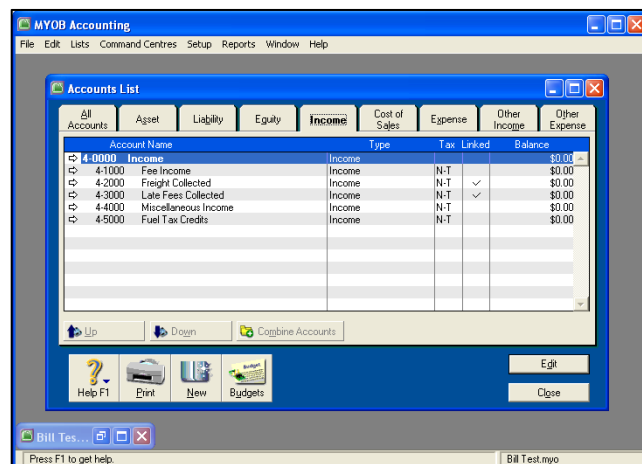 MYOB Accounting
File Edit Lists Command Centres Setup Reports Window Help
Accounts List
All Accounts Asset Liability Equity Income Cost of Sales Expense Other Income Other Expense
Account Name Type Tax Linked Balance
4-0000 Income Income $0.00
4-1000 Fee Income Income N-T $0.00
4-2000 Freight Collected Income N-T ✓ $0.00
4-3000 Late Fees Collected Income N-T ✓ $0.00
4-4000 Miscellaneous Income Income N-T $0.00
4-5000 Fuel Tax Credits Income N-T $0.00
Up Down Combine Accounts
Budget
Help F1 Print New Budgets
Edit
Close
Bill Tes...
Press F1 to get help. Bill Test.myo